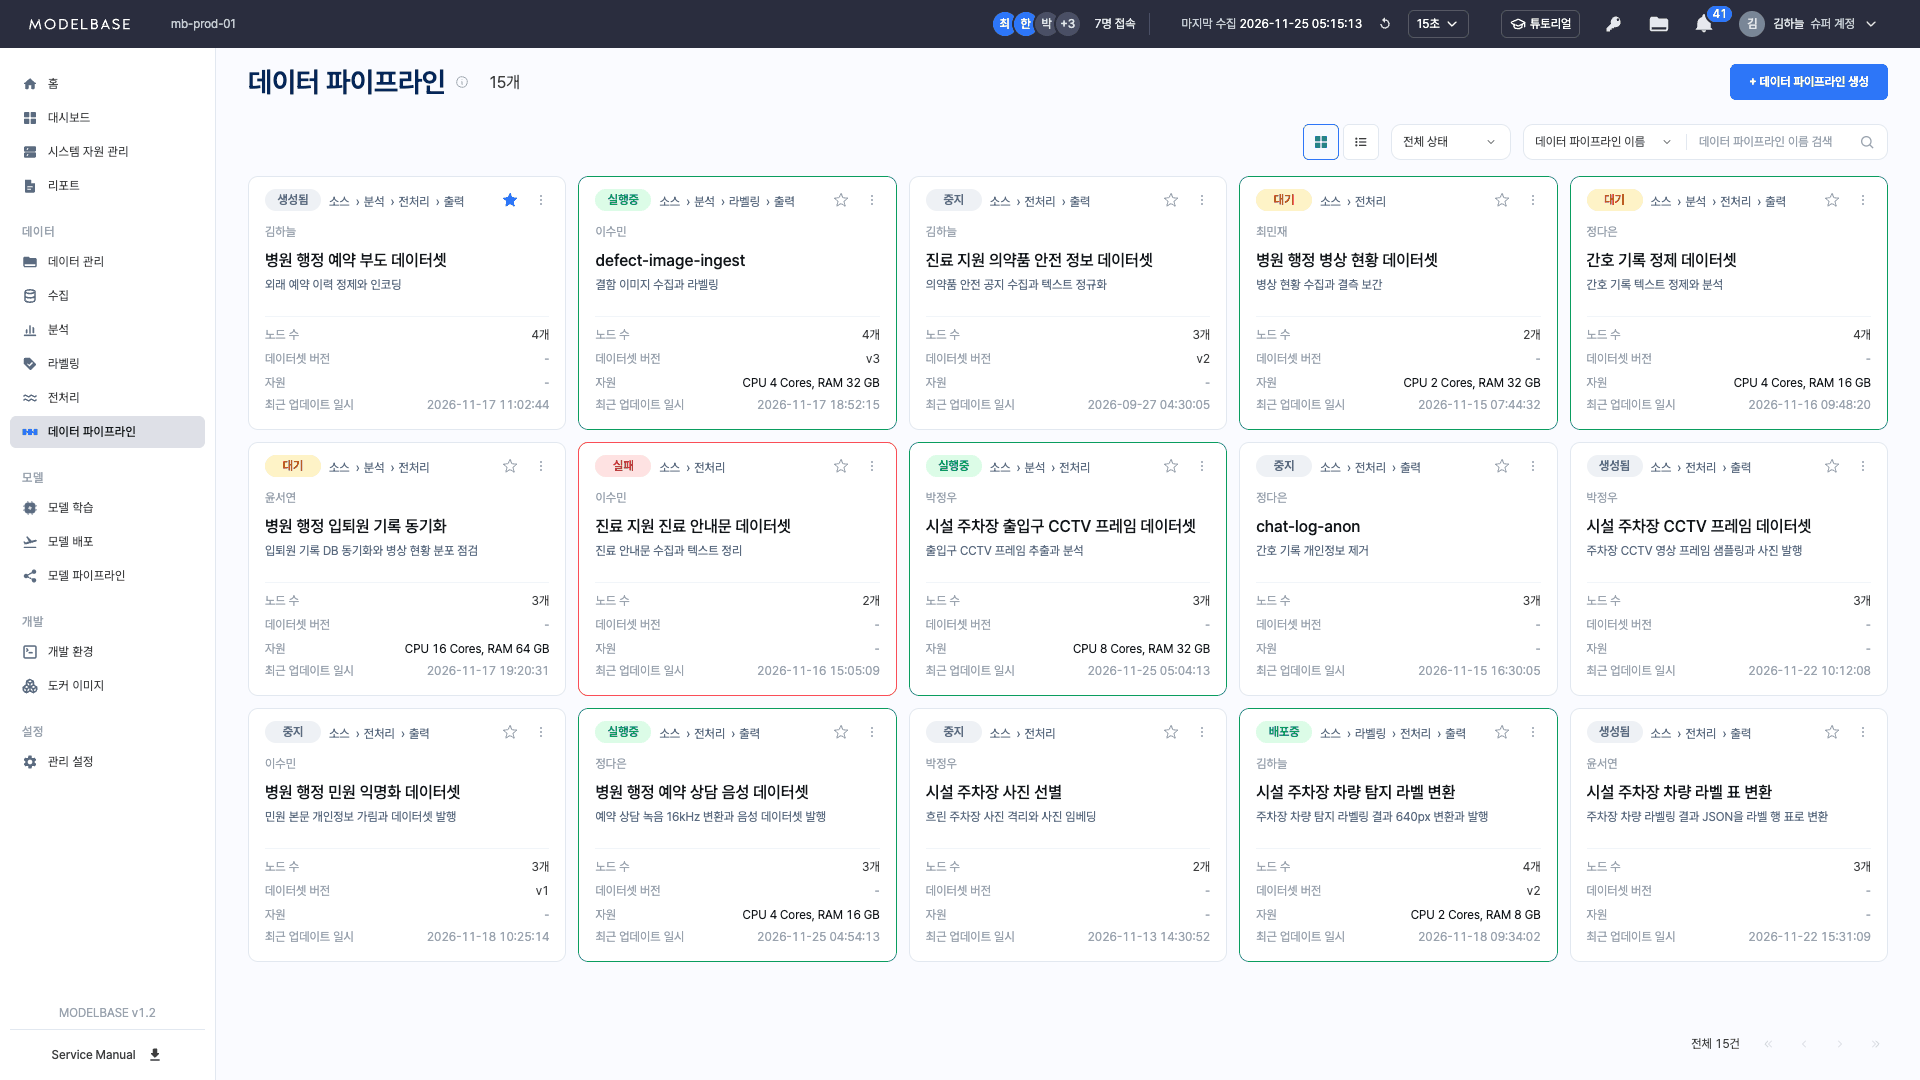 MODELBASE
mb-prod-01
최 한 박 +3 7명 접속
마지막 수집 2026-11-25 05:15:13
15초
튜토리얼
41
김 김하늘 슈퍼 계정
홈
대시보드
시스템 자원 관리
리포트
데이터
데이터 관리
수집
분석
라벨링
전처리
데이터 파이프라인
모델
모델 학습
모델 배포
모델 파이프라인
개발
개발 환경
도커 이미지
설정
관리 설정
MODELBASE v1.2
Service Manual
데이터 파이프라인 15개
+ 데이터 파이프라인 생성
전체 상태
데이터 파이프라인 이름
데이터 파이프라인 이름 검색
생성됨 소스 › 분석 › 전처리 › 출력
김하늘
병원 행정 예약 부도 데이터셋
외래 예약 이력 정제와 인코딩
노드 수 4개
데이터셋 버전 -
자원 -
최근 업데이트 일시 2026-11-17 11:02:44
실행중 소스 › 분석 › 라벨링 › 출력
이수민
defect-image-ingest
결함 이미지 수집과 라벨링
노드 수 4개
데이터셋 버전 v3
자원 CPU 4 Cores, RAM 32 GB
최근 업데이트 일시 2026-11-17 18:52:15
중지 소스 › 전처리 › 출력
김하늘
진료 지원 의약품 안전 정보 데이터셋
의약품 안전 공지 수집과 텍스트 정규화
노드 수 3개
데이터셋 버전 v2
자원 -
최근 업데이트 일시 2026-09-27 04:30:05
대기 소스 › 전처리
최민재
병원 행정 병상 현황 데이터셋
병상 현황 수집과 결측 보간
노드 수 2개
데이터셋 버전 -
자원 CPU 2 Cores, RAM 32 GB
최근 업데이트 일시 2026-11-15 07:44:32
대기 소스 › 분석 › 전처리 › 출력
정다은
간호 기록 정제 데이터셋
간호 기록 텍스트 정제와 분석
노드 수 4개
데이터셋 버전 -
자원 CPU 4 Cores, RAM 16 GB
최근 업데이트 일시 2026-11-16 09:48:20
대기 소스 › 분석 › 전처리
윤서연
병원 행정 입퇴원 기록 동기화
입퇴원 기록 DB 동기화와 병상 현황 분포 점검
노드 수 3개
데이터셋 버전 -
자원 CPU 16 Cores, RAM 64 GB
최근 업데이트 일시 2026-11-17 19:20:31
실패 소스 › 전처리
이수민
진료 지원 진료 안내문 데이터셋
진료 안내문 수집과 텍스트 정리
노드 수 2개
데이터셋 버전 -
자원 -
최근 업데이트 일시 2026-11-16 15:05:09
실행중 소스 › 분석 › 전처리
박정우
시설 주차장 출입구 CCTV 프레임 데이터셋
출입구 CCTV 프레임 추출과 분석
노드 수 3개
데이터셋 버전 -
자원 CPU 8 Cores, RAM 32 GB
최근 업데이트 일시 2026-11-25 05:04:13
중지 소스 › 전처리 › 출력
정다은
chat-log-anon
간호 기록 개인정보 제거
노드 수 3개
데이터셋 버전 -
자원 -
최근 업데이트 일시 2026-11-15 16:30:05
생성됨 소스 › 전처리 › 출력
박정우
시설 주차장 CCTV 프레임 데이터셋
주차장 CCTV 영상 프레임 샘플링과 사진 발행
노드 수 3개
데이터셋 버전 -
자원 -
최근 업데이트 일시 2026-11-22 10:12:08
중지 소스 › 전처리 › 출력
이수민
병원 행정 민원 익명화 데이터셋
민원 본문 개인정보 가림과 데이터셋 발행
노드 수 3개
데이터셋 버전 v1
자원 -
최근 업데이트 일시 2026-11-18 10:25:14
실행중 소스 › 전처리 › 출력
정다은
병원 행정 예약 상담 음성 데이터셋
예약 상담 녹음 16kHz 변환과 음성 데이터셋 발행
노드 수 3개
데이터셋 버전 -
자원 CPU 4 Cores, RAM 16 GB
최근 업데이트 일시 2026-11-25 04:54:13
중지 소스 › 전처리
박정우
시설 주차장 사진 선별
흐린 주차장 사진 격리와 사진 임베딩
노드 수 2개
데이터셋 버전 -
자원 -
최근 업데이트 일시 2026-11-13 14:30:52
배포중 소스 › 라벨링 › 전처리 › 출력
김하늘
시설 주차장 차량 탐지 라벨 변환
주차장 차량 탐지 라벨링 결과 640px 변환과 발행
노드 수 4개
데이터셋 버전 v2
자원 CPU 2 Cores, RAM 8 GB
최근 업데이트 일시 2026-11-18 09:34:02
생성됨 소스 › 전처리 › 출력
윤서연
시설 주차장 차량 라벨 표 변환
주차장 차량 라벨링 결과 JSON을 라벨 행 표로 변환
노드 수 3개
데이터셋 버전 -
자원 -
최근 업데이트 일시 2026-11-22 15:31:09
전체 15건